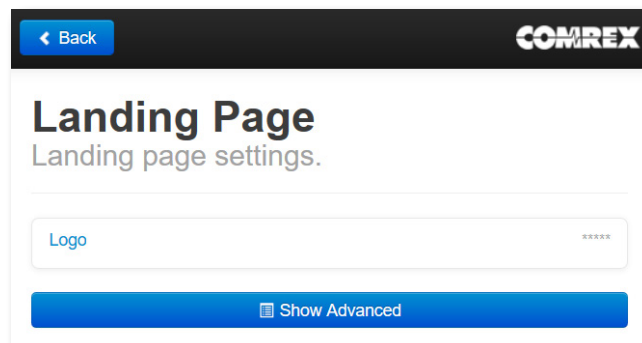 Back
COMREX
Landing Page
Landing page settings.
Logo *****
Show Advanced